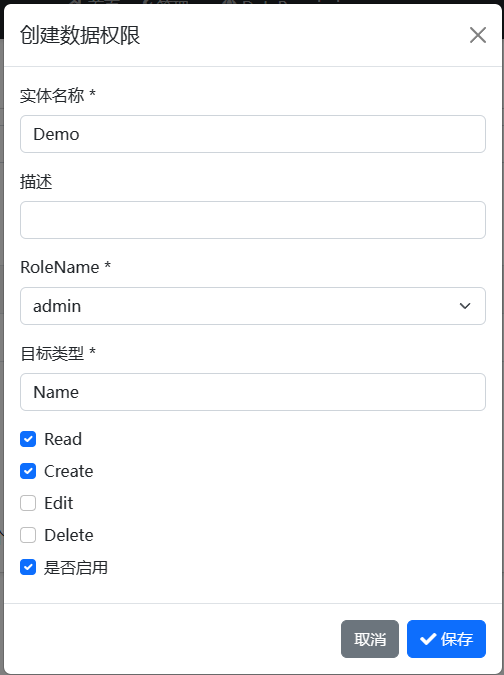 创建数据权限
实体名称 *
Demo
描述
RoleName *
admin
目标类型 *
Name
Read
Create
Edit
Delete
是否启用
取消
保存